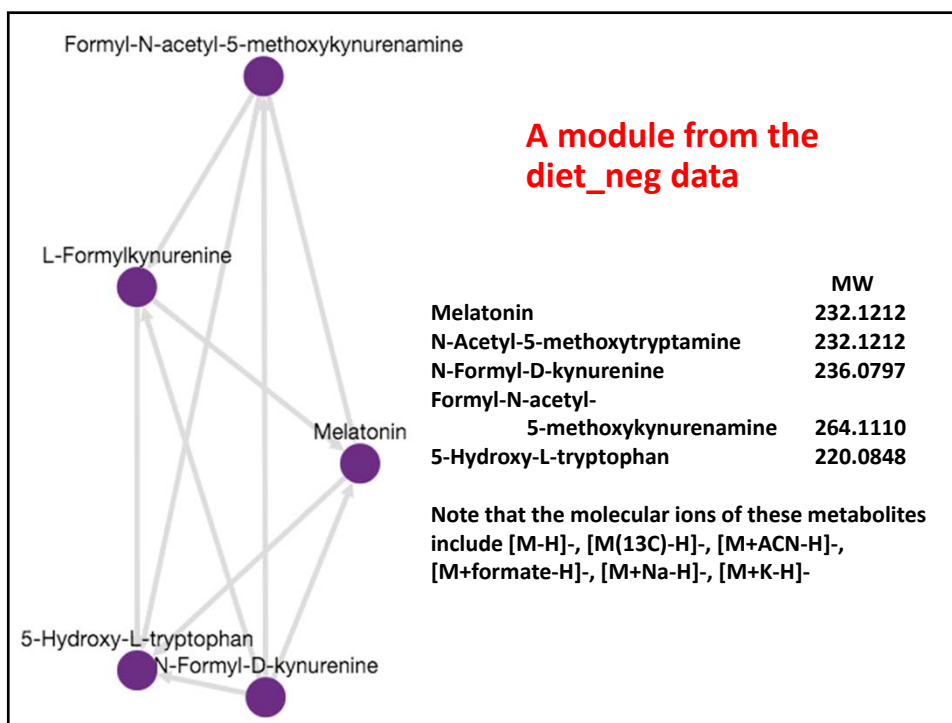 Formyl-N-acetyl-5-methoxykynurenamine
A module from the
diet_neg data
L-Formylkynurenine
MW
Melatonin 232.1212
N-Acetyl-5-methoxytryptamine 232.1212
N-Formyl-D-kynurenine 236.0797
Formyl-N-acetyl-
5-methoxykynurenamine 264.1110
5-Hydroxy-L-tryptophan 220.0848
Melatonin
Note that the molecular ions of these metabolites
include [M-H]-, [M(13C)-H]-, [M+ACN-H]-,
[M+formate-H]-, [M+Na-H]-, [M+K-H]-
5-Hydroxy-L-tryptophan
N-Formyl-D-kynurenine